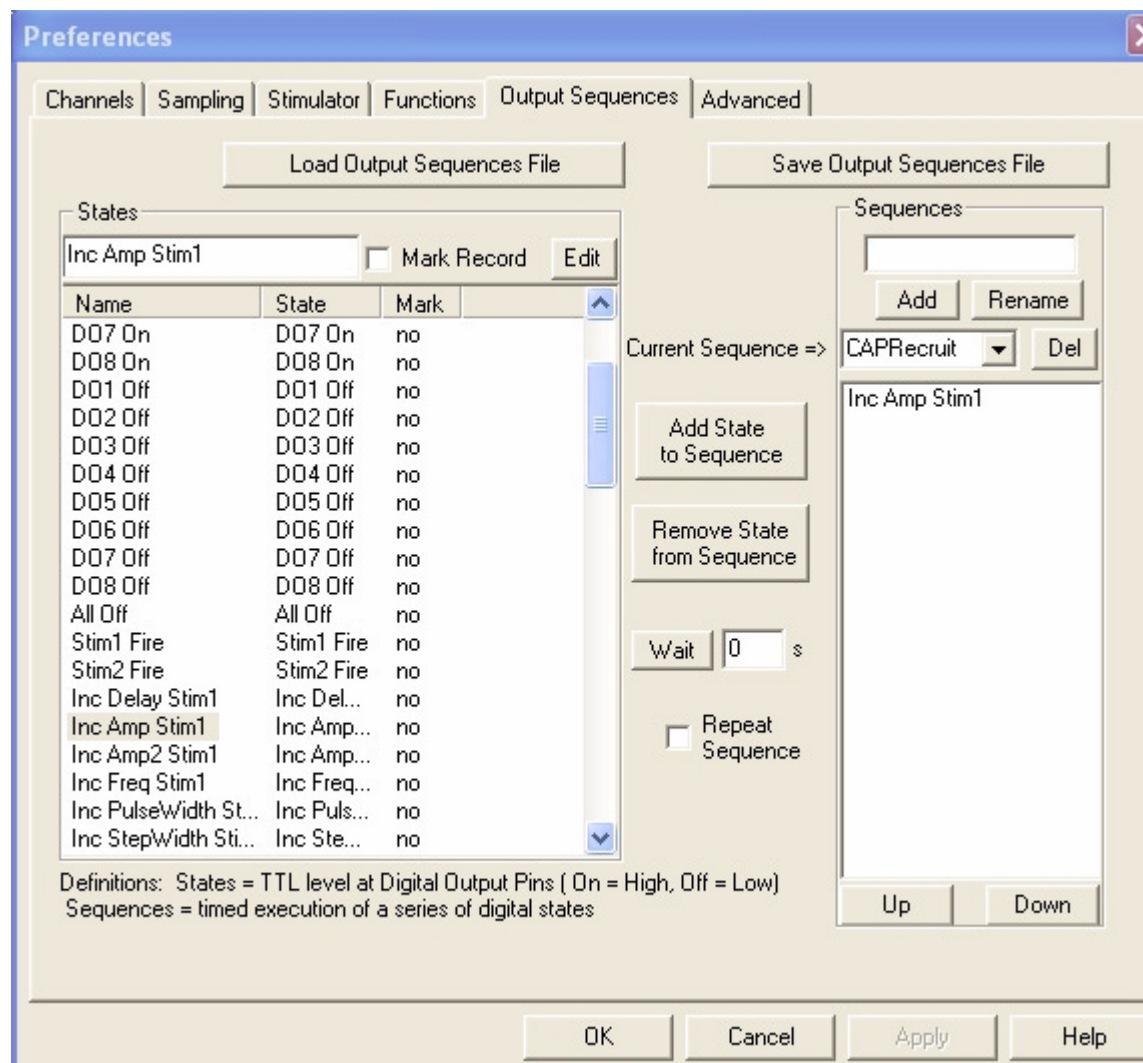 Preferences
Channels Sampling Stimulator Functions Output Sequences Advanced
Load Output Sequences File Save Output Sequences File
States
Inc Amp Stim1 Mark Record Edit
Name State Mark
DO7 On DO7 On no
DO8 On DO8 On no
DO1 Off DO1 Off no
DO2 Off DO2 Off no
DO3 Off DO3 Off no
DO4 Off DO4 Off no
DO5 Off DO5 Off no
DO6 Off DO6 Off no
DO7 Off DO7 Off no
DO8 Off DO8 Off no
All Off All Off no
Stim1 Fire Stim1 Fire no
Stim2 Fire Stim2 Fire no
Inc Delay Stim1 Inc Del... no
Inc Amp Stim1 Inc Amp... no
Inc Amp2 Stim1 Inc Amp... no
Inc Freq Stim1 Inc Freq... no
Inc PulseWidth St... Inc Puls... no
Inc StepWidth Sti... Inc Ste... no
Current Sequence =>
Add State
to Sequence
Remove State
from Sequence
Wait 0 s
Repeat
Sequence
Sequences
Add Rename
CAPRecruit Del
Inc Amp Stim1
Up Down
Definitions: States = TTL level at Digital Output Pins ( On = High, Off = Low)
Sequences = timed execution of a series of digital states
OK Cancel Apply Help